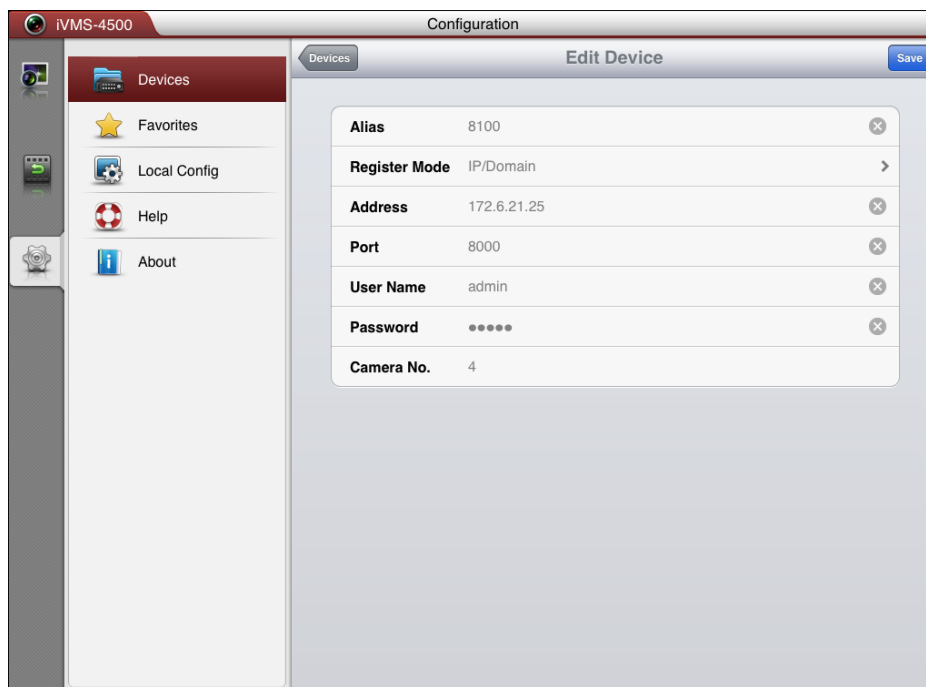 iVMS-4500
Configuration
Devices
Favorites
Local Config
Help
About
Devices
Edit Device
Save
Alias 8100
Register Mode IP/Domain
Address 172.6.21.25
Port 8000
User Name admin
Password •••••
Camera No. 4